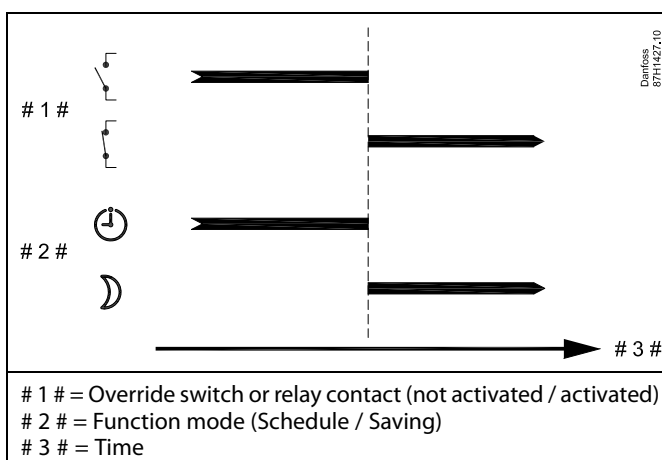 Danfoss
87H1427.10
# 1 #
# 2 #
# 3 #
# 1 # = Override switch or relay contact (not activated / activated)
# 2 # = Function mode (Schedule / Saving)
# 3 # = Time